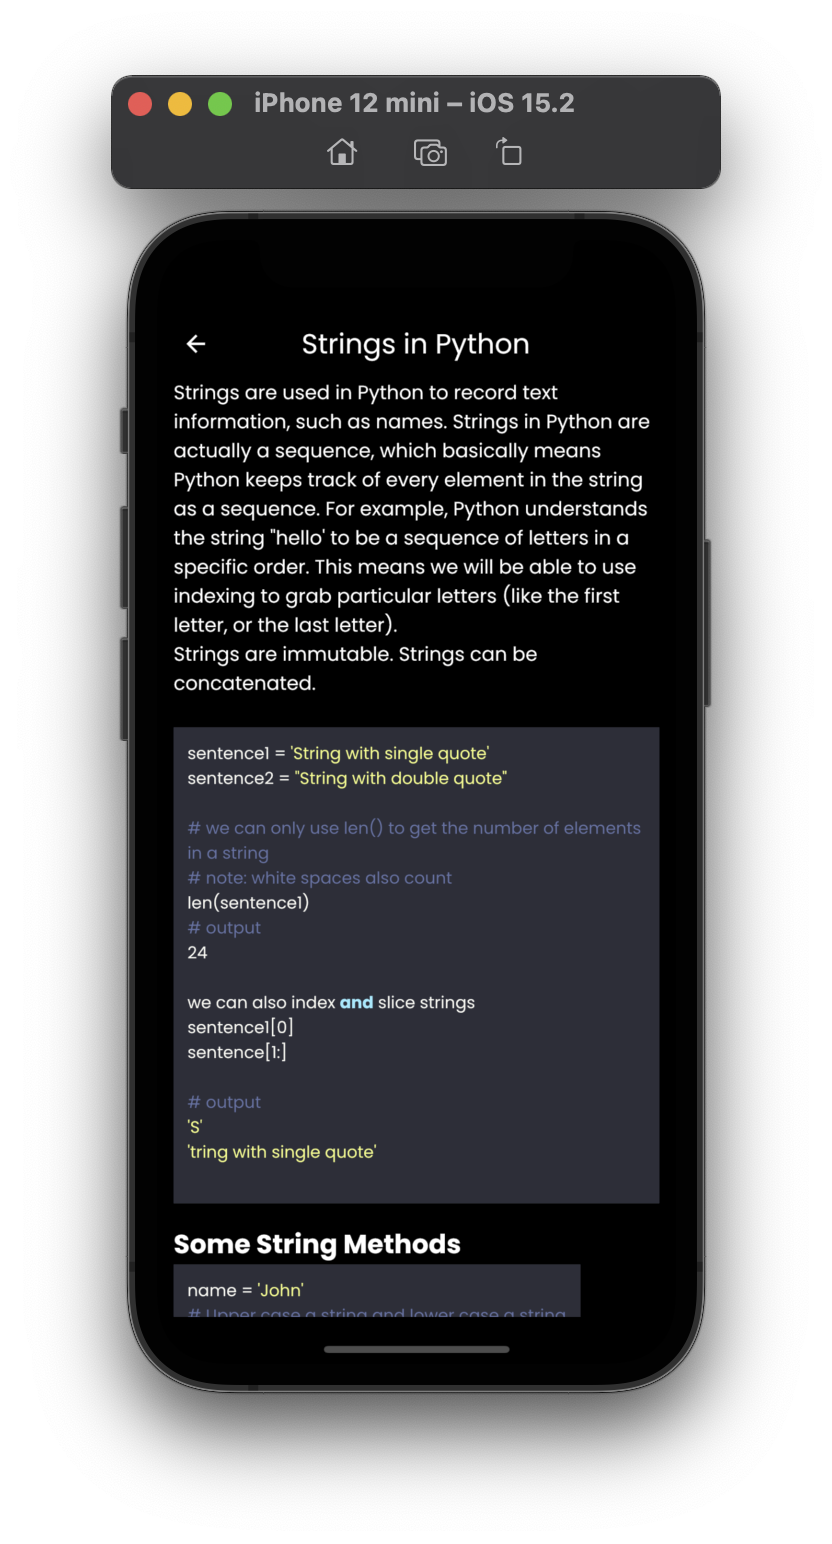 iPhone 12 mini – iOS 15.2
Strings in Python
Strings are used in Python to record text
information, such as names. Strings in Python are
actually a sequence, which basically means
Python keeps track of every element in the string
as a sequence. For example, Python understands
the string "hello' to be a sequence of letters in a
specific order. This means we will be able to use
indexing to grab particular letters (like the first
letter, or the last letter).
Strings are immutable. Strings can be
concatenated.
sentence1 = 'String with single quote'
sentence2 = "String with double quote"
# we can only use len() to get the number of elements
in a string
# note: white spaces also count
len(sentence1)
# output
24
we can also index and slice strings
sentence1[0]
sentence[1:]
# output
'S'
'tring with single quote'
Some String Methods
name = 'John'
# Upper case a string and lower case a string